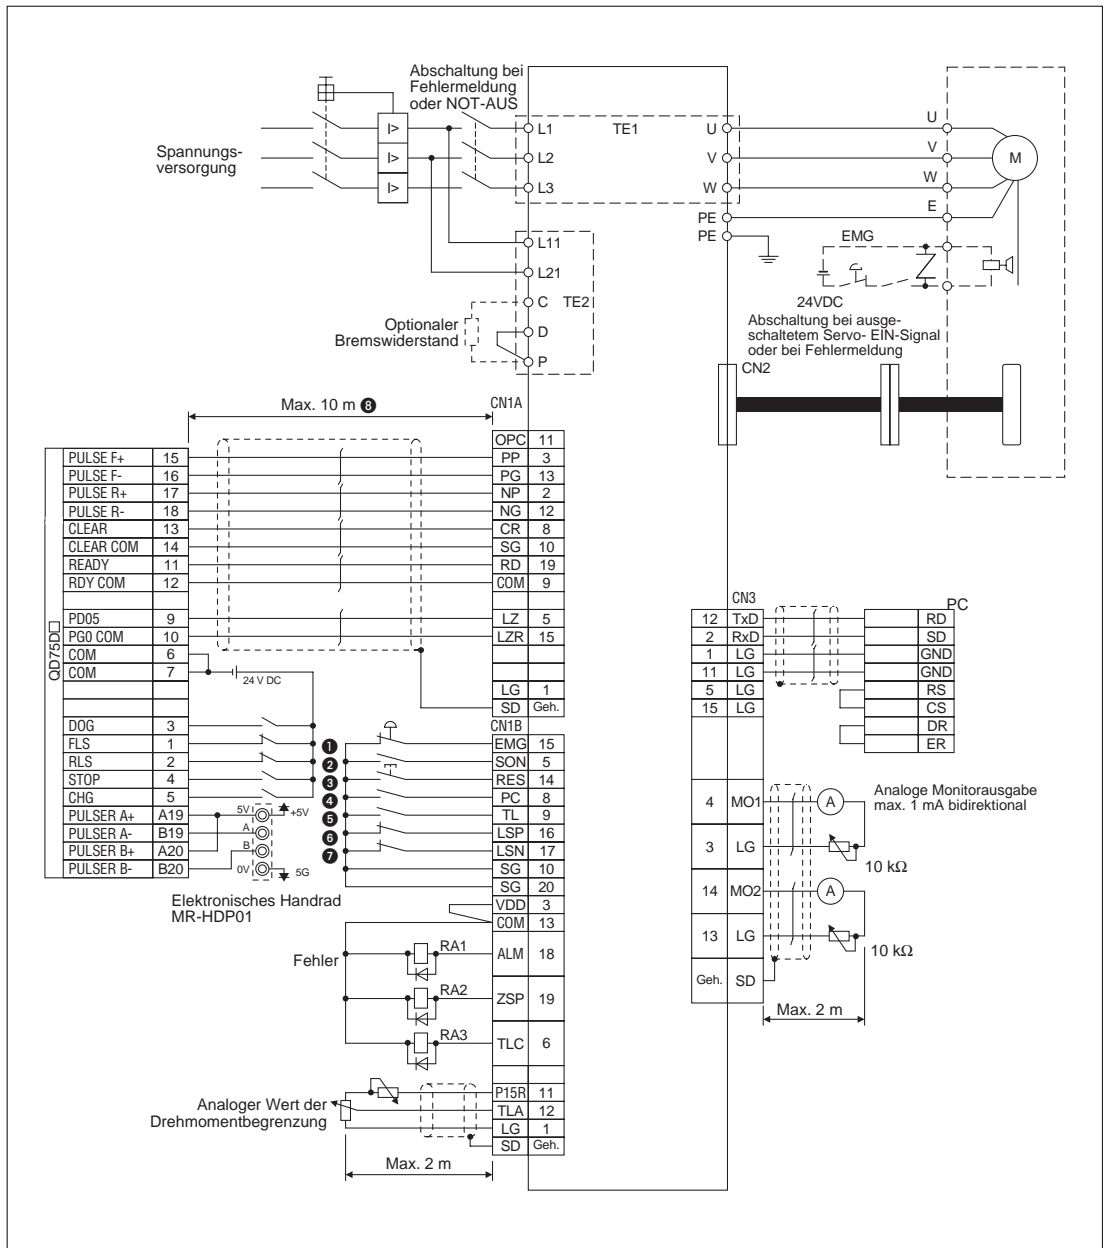 Abschaltung bei
Fehlermeldung
oder NOT-AUS
Spannungs-
versorgung
I>
I>
I>
L1
L2
L3
TE1
U
V
W
PE
PE
U
V
W
E
M
L11
L21
C
TE2
D
P
Optionaler
Bremswiderstand
EMG
24VDC
Abschaltung bei ausge-
schaltetem Servo- EIN-Signal
oder bei Fehlermeldung
CN2
Max. 10 m ❽
CN1A
OPC 11
PP 3
PG 13
NP 2
NG 12
CR 8
SG 10
RD 19
COM 9
LZ 5
LZR 15
LG 1
SD Geh.
QD75D□
PULSE F+ 15
PULSE F- 16
PULSE R+ 17
PULSE R- 18
CLEAR 13
CLEAR COM 14
READY 11
RDY COM 12
PD05 9
PG0 COM 10
COM 6
COM 7
24 V DC
DOG 3
FLS 1
RLS 2
STOP 4
CHG 5
PULSER A+ A19
PULSER A- B19
PULSER B+ A20
PULSER B- B20
5V
+5V
A
B
0V
5G
Elektronisches Handrad
MR-HDP01
❶
❷
❸
❹
❺
❻
❼
CN1B
EMG 15
SON 5
RES 14
PC 8
TL 9
LSP 16
LSN 17
SG 10
SG 20
VDD 3
COM 13
ALM 18
ZSP 19
TLC 6
P15R 11
TLA 12
LG 1
SD Geh.
Fehler
RA1
RA2
RA3
Analoger Wert der
Drehmomentbegrenzung
Max. 2 m
CN3
PC
12 TxD
2 RxD
1 LG
11 LG
5 LG
15 LG
RD
SD
GND
GND
RS
CS
DR
ER
4 MO1
3 LG
14 MO2
13 LG
Geh. SD
A
A
10 kΩ
10 kΩ
Analoge Monitorausgabe
max. 1 mA bidirektional
Max. 2 m